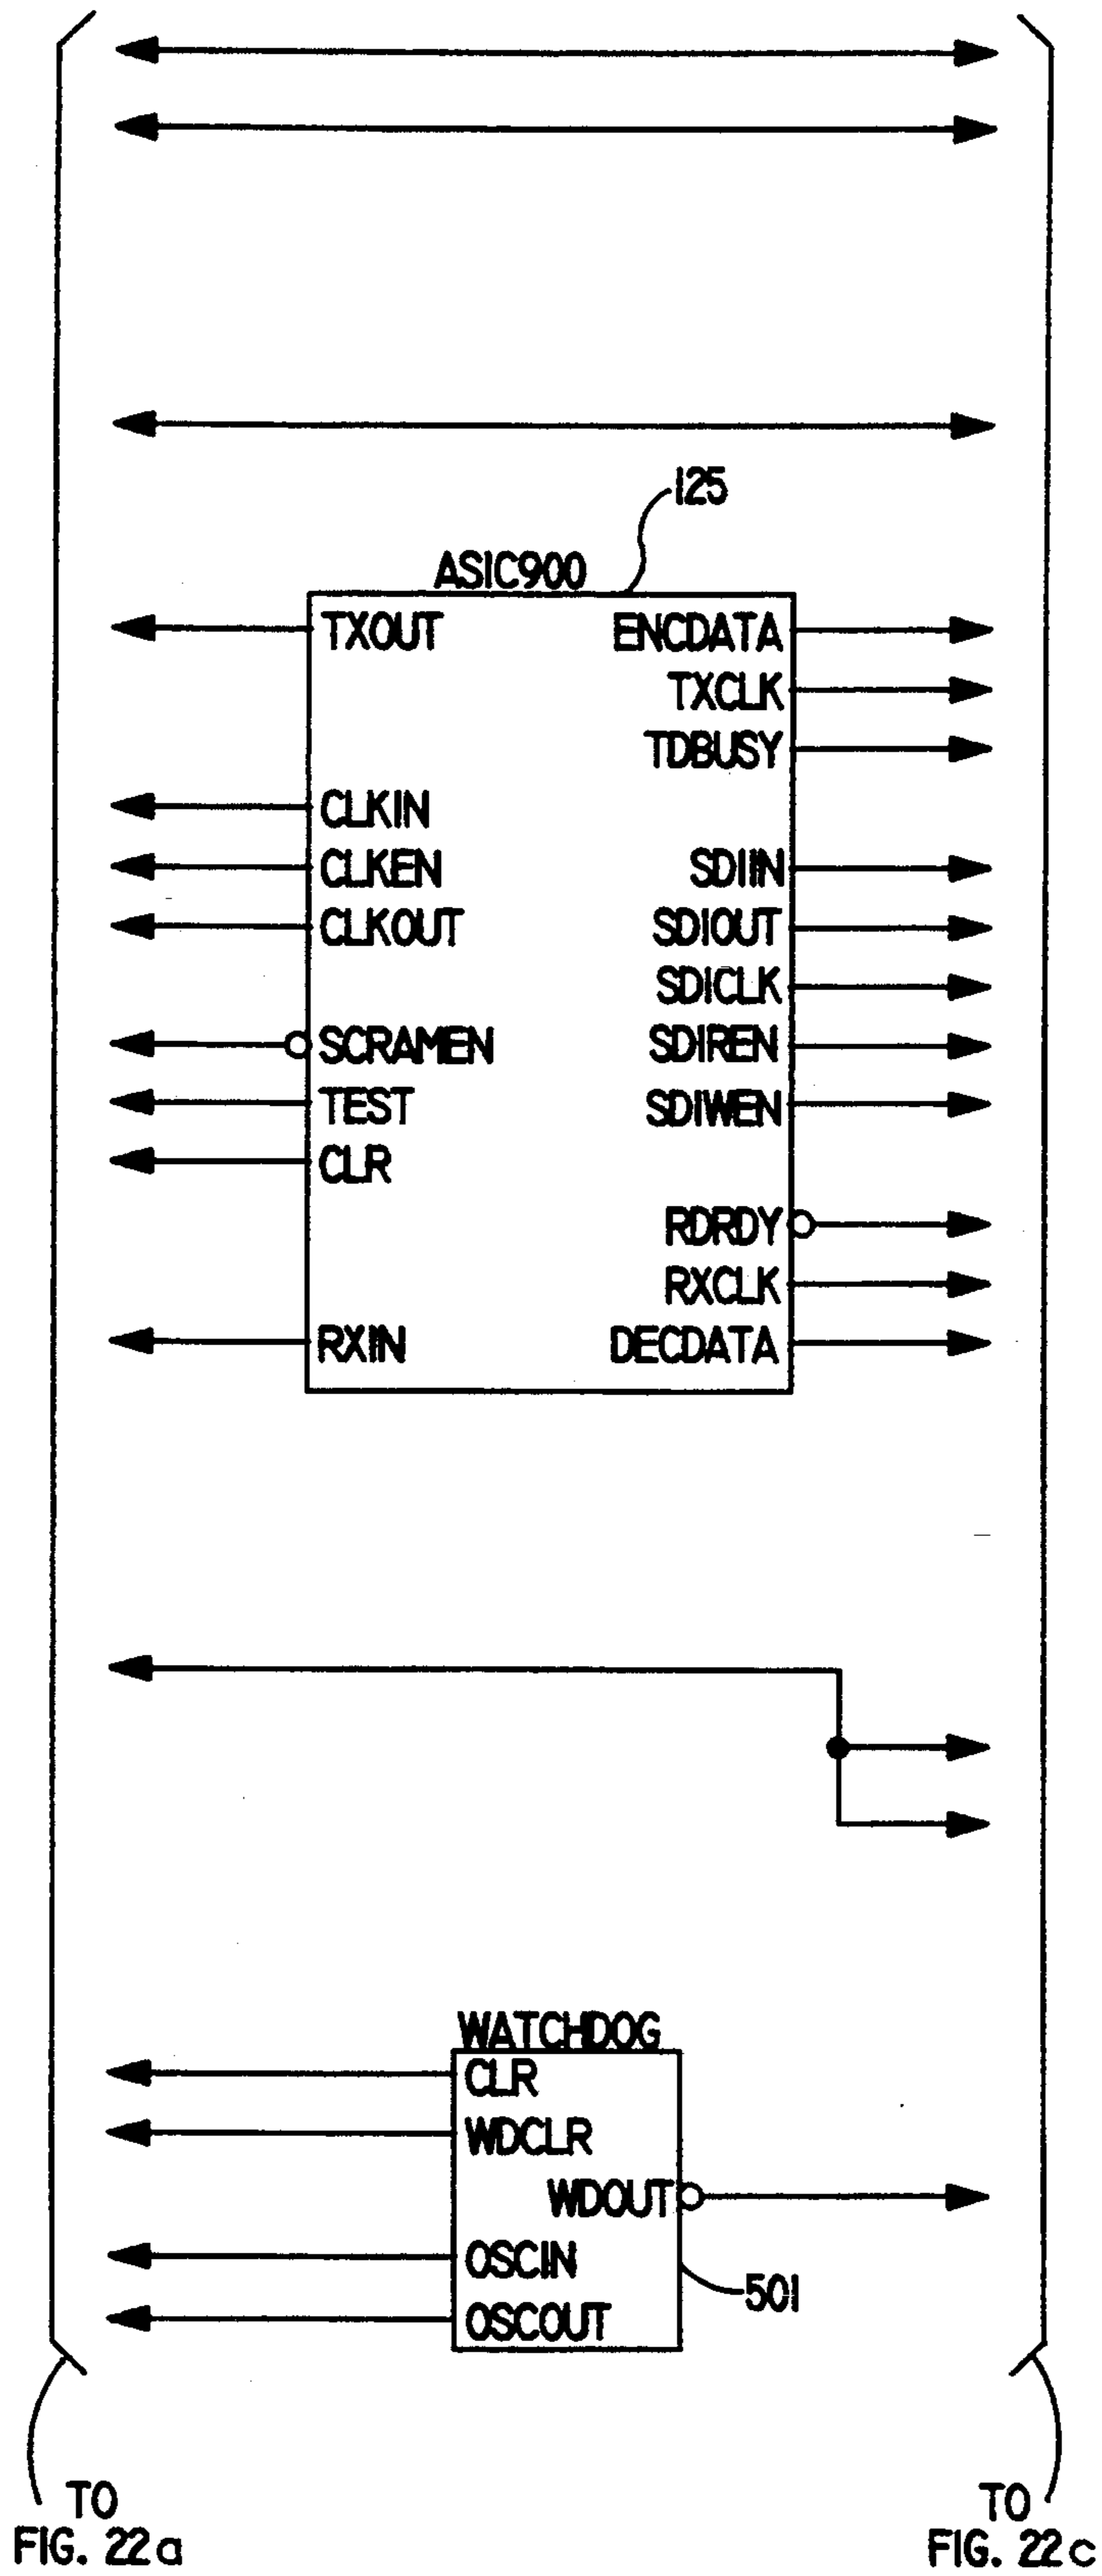 125
ASIC900
TXOUT ENCDATA
TXCLK
TDBUSY
CLKIN
CLKEN SDIIN
CLKOUT SDIOUT
SDICLK
SCRAMEN SDIREN
TEST SDIWEN
CLR
RDRDY
RXCLK
RXIN DECDATA
WATCHDOG
CLR
WDCLR
WDOUT
OSCIN
501
OSCOUT
TO
FIG. 22a
TO
FIG. 22c